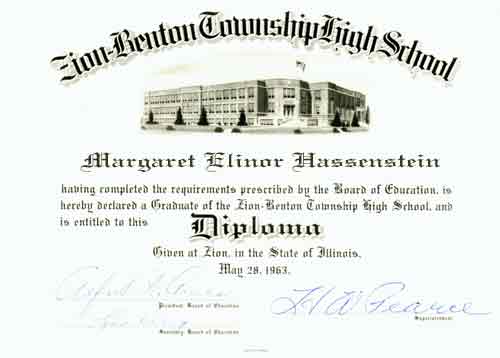 Zion-Benton Township High School
Margaret Elinor Hassenstein
having completed the requirements prescribed by the Board of Education, is
hereby declared a Graduate of the Zion-Benton Township High School, and
is entitled to this Diploma
Given at Zion, in the State of Illinois,
May 28, 1963.
President Board of Education
H W Pearce
Superintendent
Secretary Board of Education